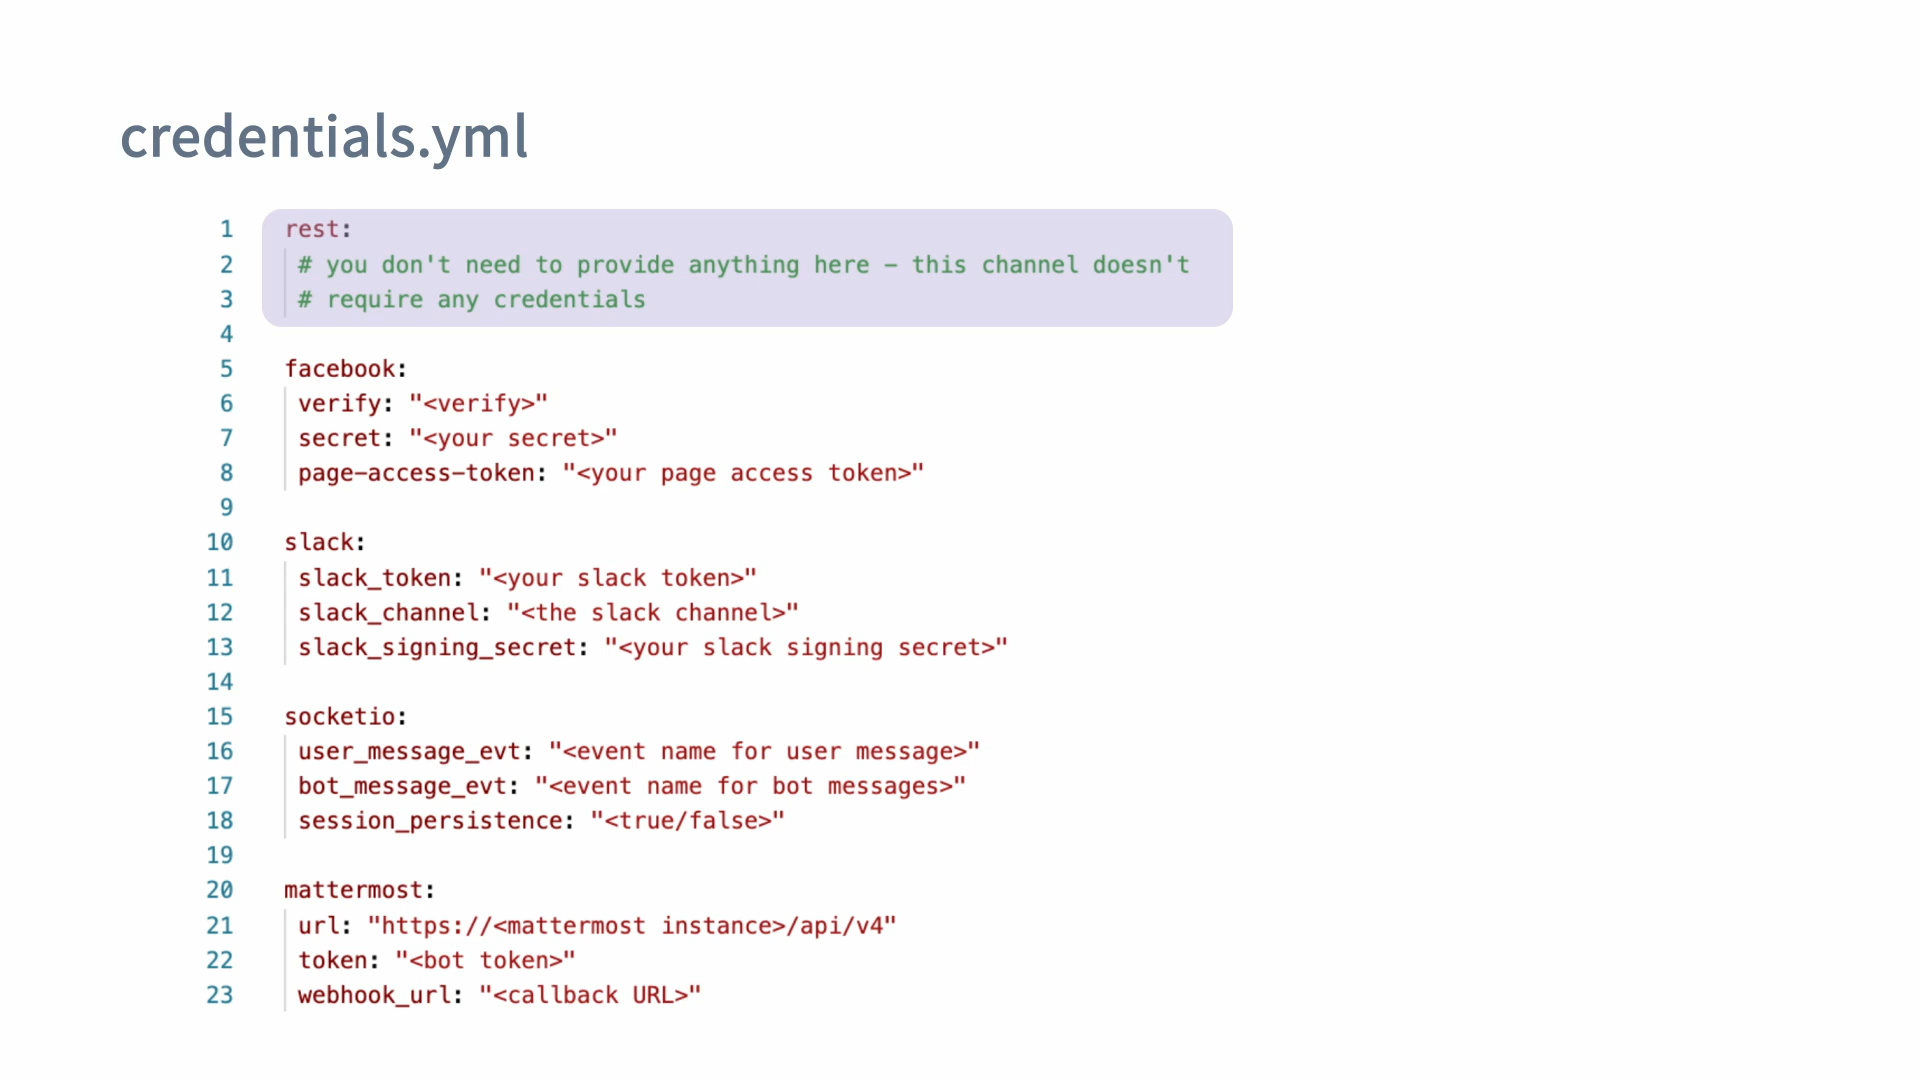 credentials.yml
1 rest:
2 # you don't need to provide anything here – this channel doesn't
3 # require any credentials
4
5 facebook:
6 verify: "<verify>"
7 secret: "<your secret>"
8 page-access-token: "<your page access token>"
9
10 slack:
11 slack_token: "<your slack token>"
12 slack_channel: "<the slack channel>"
13 slack_signing_secret: "<your slack signing secret>"
14
15 socketio:
16 user_message_evt: "<event name for user message>"
17 bot_message_evt: "<event name for bot messages>"
18 session_persistence: "<true/false>"
19
20 mattermost:
21 url: "https://<mattermost instance>/api/v4"
22 token: "<bot token>"
23 webhook_url: "<callback URL>"